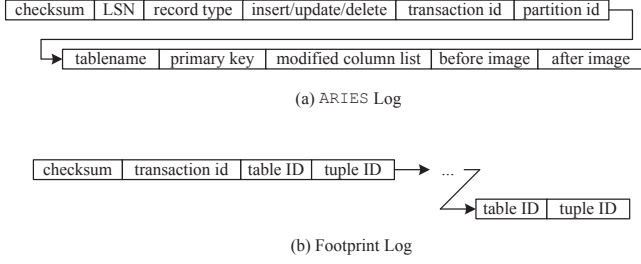 checksum LSN record type insert/update/delete transaction id partition id
tablename primary key modified column list before image after image
(a) ARIES Log
checksum transaction id table ID tuple ID ...
table ID tuple ID
(b) Footprint Log